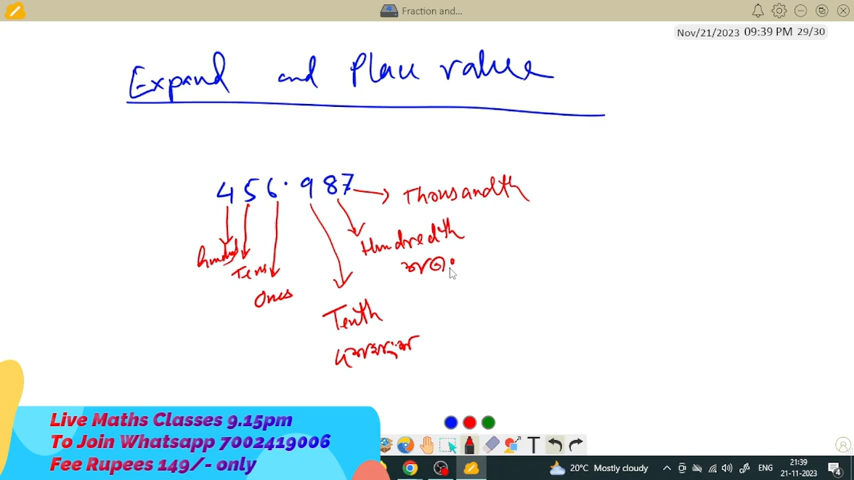 Fraction and...
Nov/21/2023 09:39 PM 29/30
Expand and Place value
456.987
Thousandth
Hundredth
Tens
Ones
Tenth
Live Maths Classes 9.15pm
To Join Whatsapp 7002419006
Fee Rupees 149/- only
T
20°C Mostly cloudy
ENG
21:39
21-11-2023
4